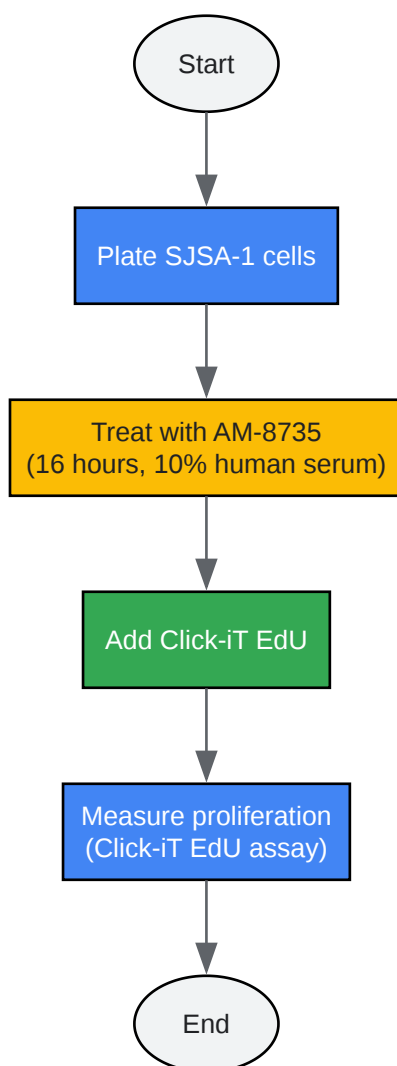 Start
Plate SJSA-1 cells
Treat with AM-8735
(16 hours, 10% human serum)
Add Click-iT EdU
Measure proliferation
(Click-iT EdU assay)
End